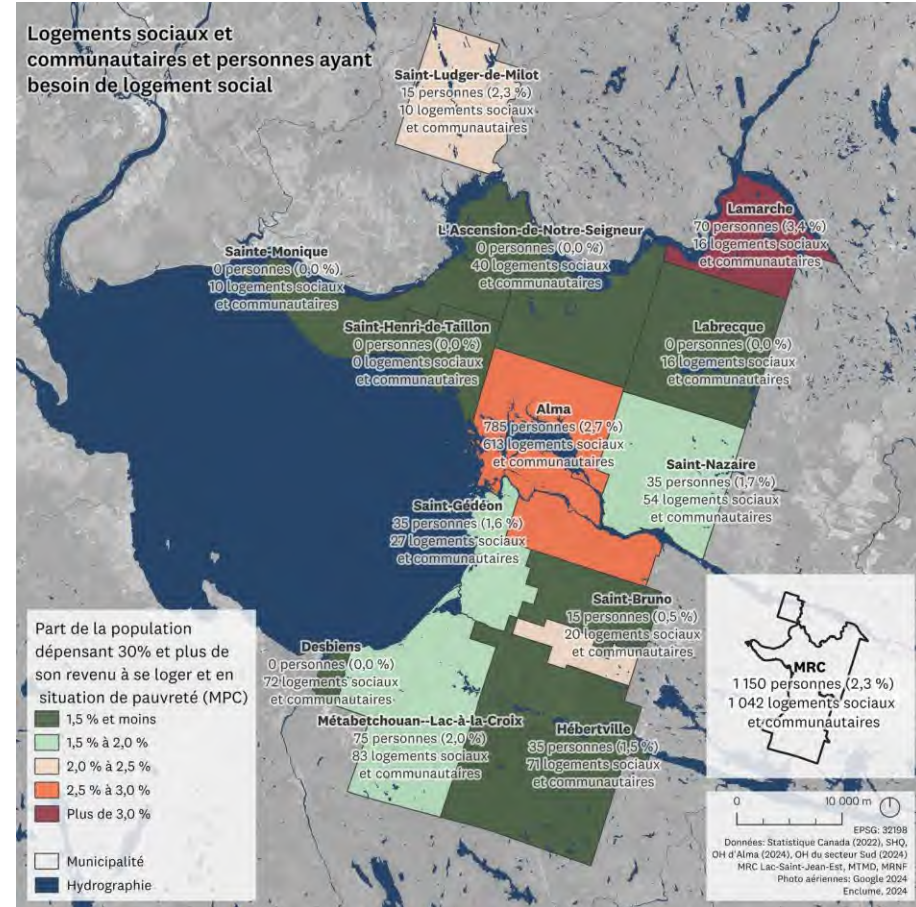 Logements sociaux et
communautaires et personnes ayant
besoin de logement social
Saint-Ludger-de-Milot
15 personnes (2,3 %)
10 logements sociaux
et communautaires
Lamarche
70 personnes (3,4 %)
16 logements sociaux
et communautaires
L'Ascension-de-Notre-Seigneur
0 personnes (0,0 %)
40 logements sociaux
et communautaires
Sainte-Monique
0 personnes (0,0 %)
10 logements sociaux
et communautaires
Saint-Henri-de-Taillon
0 personnes (0,0 %)
0 logements sociaux
et communautaires
Labrecque
0 personnes (0,0 %)
16 logements sociaux
et communautaires
Alma
785 personnes (2,7 %)
613 logements sociaux
et communautaires
Saint-Nazaire
35 personnes (1,7 %)
54 logements sociaux
et communautaires
Saint-Gédéon
35 personnes (1,6 %)
27 logements sociaux
et communautaires
Saint-Bruno
15 personnes (0,5 %)
20 logements sociaux
et communautaires
Desbiens
0 personnes (0,0 %)
72 logements sociaux
et communautaires
Métabetchouan--Lac-à-la-Croix
75 personnes (2,0 %)
83 logements sociaux
et communautaires
Hébertville
35 personnes (1,5 %)
71 logements sociaux
et communautaires
MRC
1 150 personnes (2,3 %)
1 042 logements sociaux
et communautaires
Part de la population
dépensant 30% et plus de
son revenu à se loger et en
situation de pauvreté (MPC)
1,5 % et moins
1,5 % à 2,0 %
2,0 % à 2,5 %
2,5 % à 3,0 %
Plus de 3,0 %
Municipalité
Hydrographie
0 10 000 m
EPSG: 32198
Données: Statistique Canada (2022), SHQ,
OH d'Alma (2024), OH du secteur Sud (2024)
MRC Lac-Saint-Jean-Est, MTMD, MRNF
Photo aériennes: Google 2024
Enclume, 2024